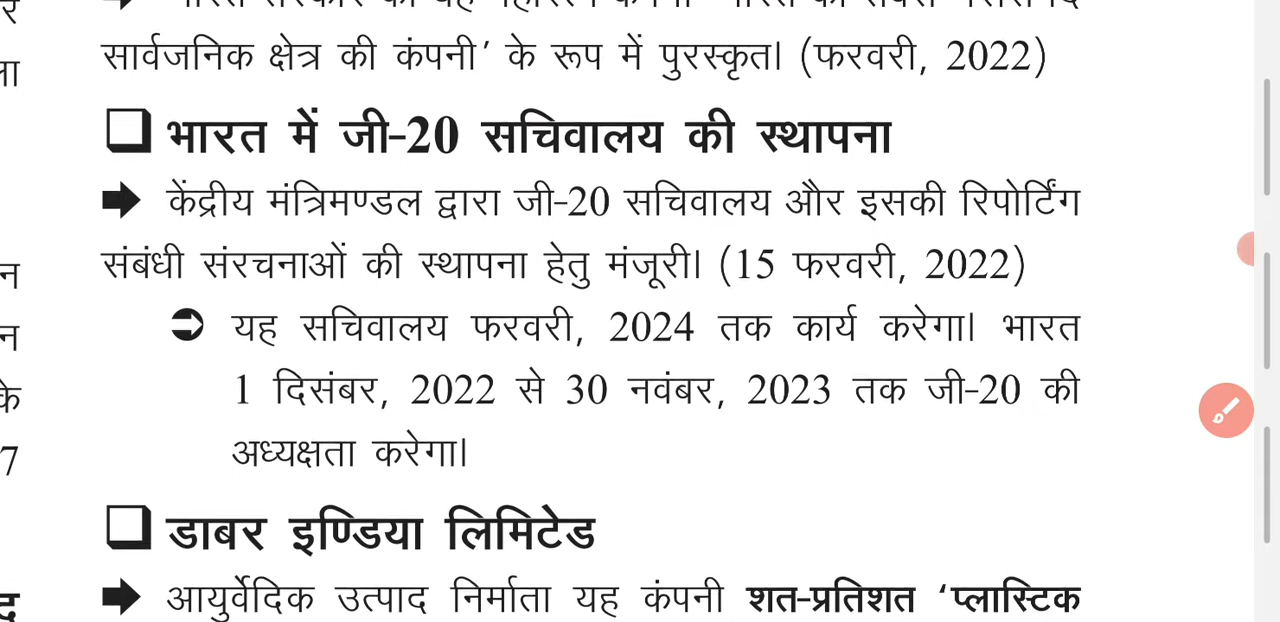 र
सार्वजनिक क्षेत्र की कंपनी’ के रूप में पुरस्कृत। (फरवरी, 2022)
ला
❑ भारत में जी-20 सचिवालय की स्थापना
➡ केंद्रीय मंत्रिमण्डल द्वारा जी-20 सचिवालय और इसकी रिपोर्टिंग
संबंधी संरचनाओं की स्थापना हेतु मंजूरी। (15 फरवरी, 2022)
न
➲ यह सचिवालय फरवरी, 2024 तक कार्य करेगा। भारत
न
1 दिसंबर, 2022 से 30 नवंबर, 2023 तक जी-20 की
के
अध्यक्षता करेगा।
7
❑ डाबर इण्डिया लिमिटेड
➡ आयुर्वेदिक उत्पाद निर्माता यह कंपनी शत-प्रतिशत ‘प्लास्टिक